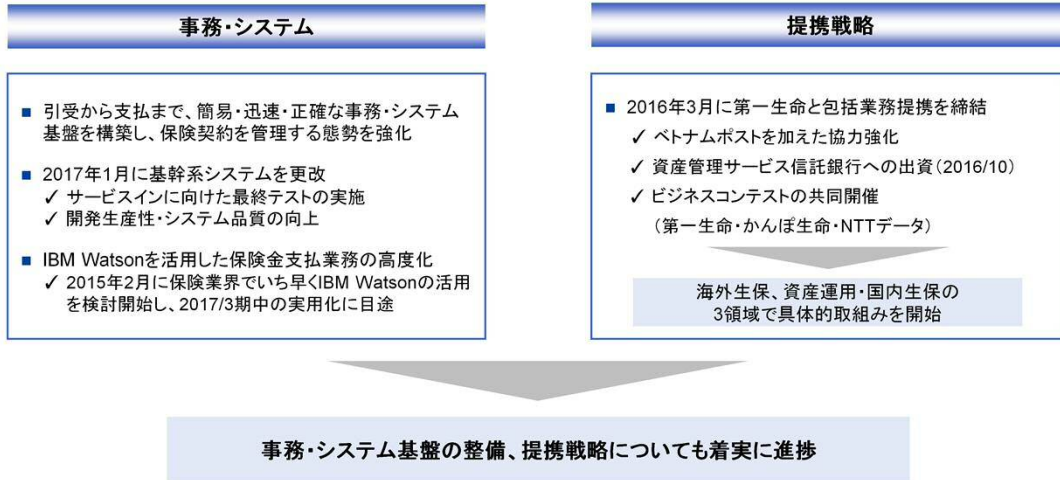 事務・システム
■ 引受から支払まで、簡易・迅速・正確な事務・システム
基盤を構築し、保険契約を管理する態勢を強化
■ 2017年1月に基幹系システムを更改
✓ サービスインに向けた最終テストの実施
✓ 開発生産性・システム品質の向上
■ IBM Watsonを活用した保険金支払業務の高度化
✓ 2015年2月に保険業界でいち早くIBM Watsonの活用
を検討開始し、2017/3期中の実用化に目途
提携戦略
■ 2016年3月に第一生命と包括業務提携を締結
✓ ベトナムポストを加えた協力強化
✓ 資産管理サービス信託銀行への出資(2016/10)
✓ ビジネスコンテストの共同開催
(第一生命・かんぽ生命・NTTデータ)
海外生保、資産運用・国内生保の
3領域で具体的取組みを開始
事務・システム基盤の整備、提携戦略についても着実に進捗